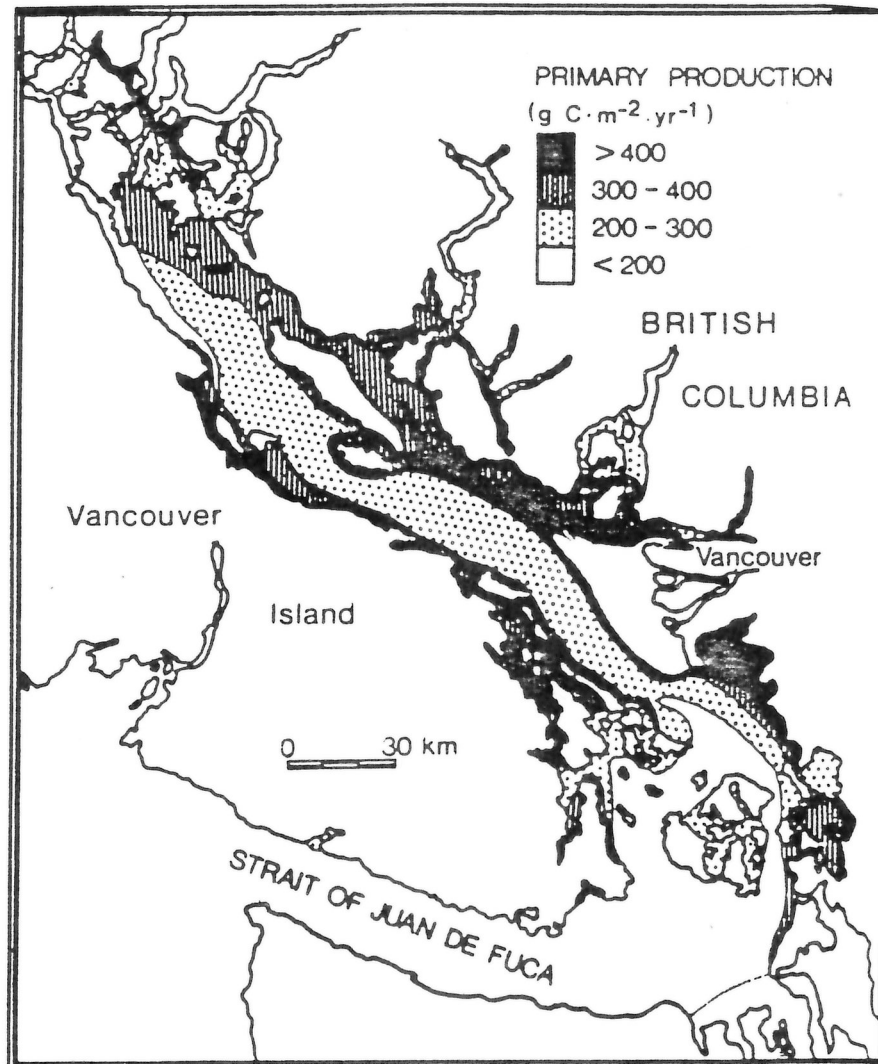 PRIMARY PRODUCTION
(g C·m⁻².yr⁻¹)
>400
300-400
200-300
<200
BRITISH
COLUMBIA
Vancouver
Vancouver
Island
0 30 km
STRAIT OF JUAN DE FUCA